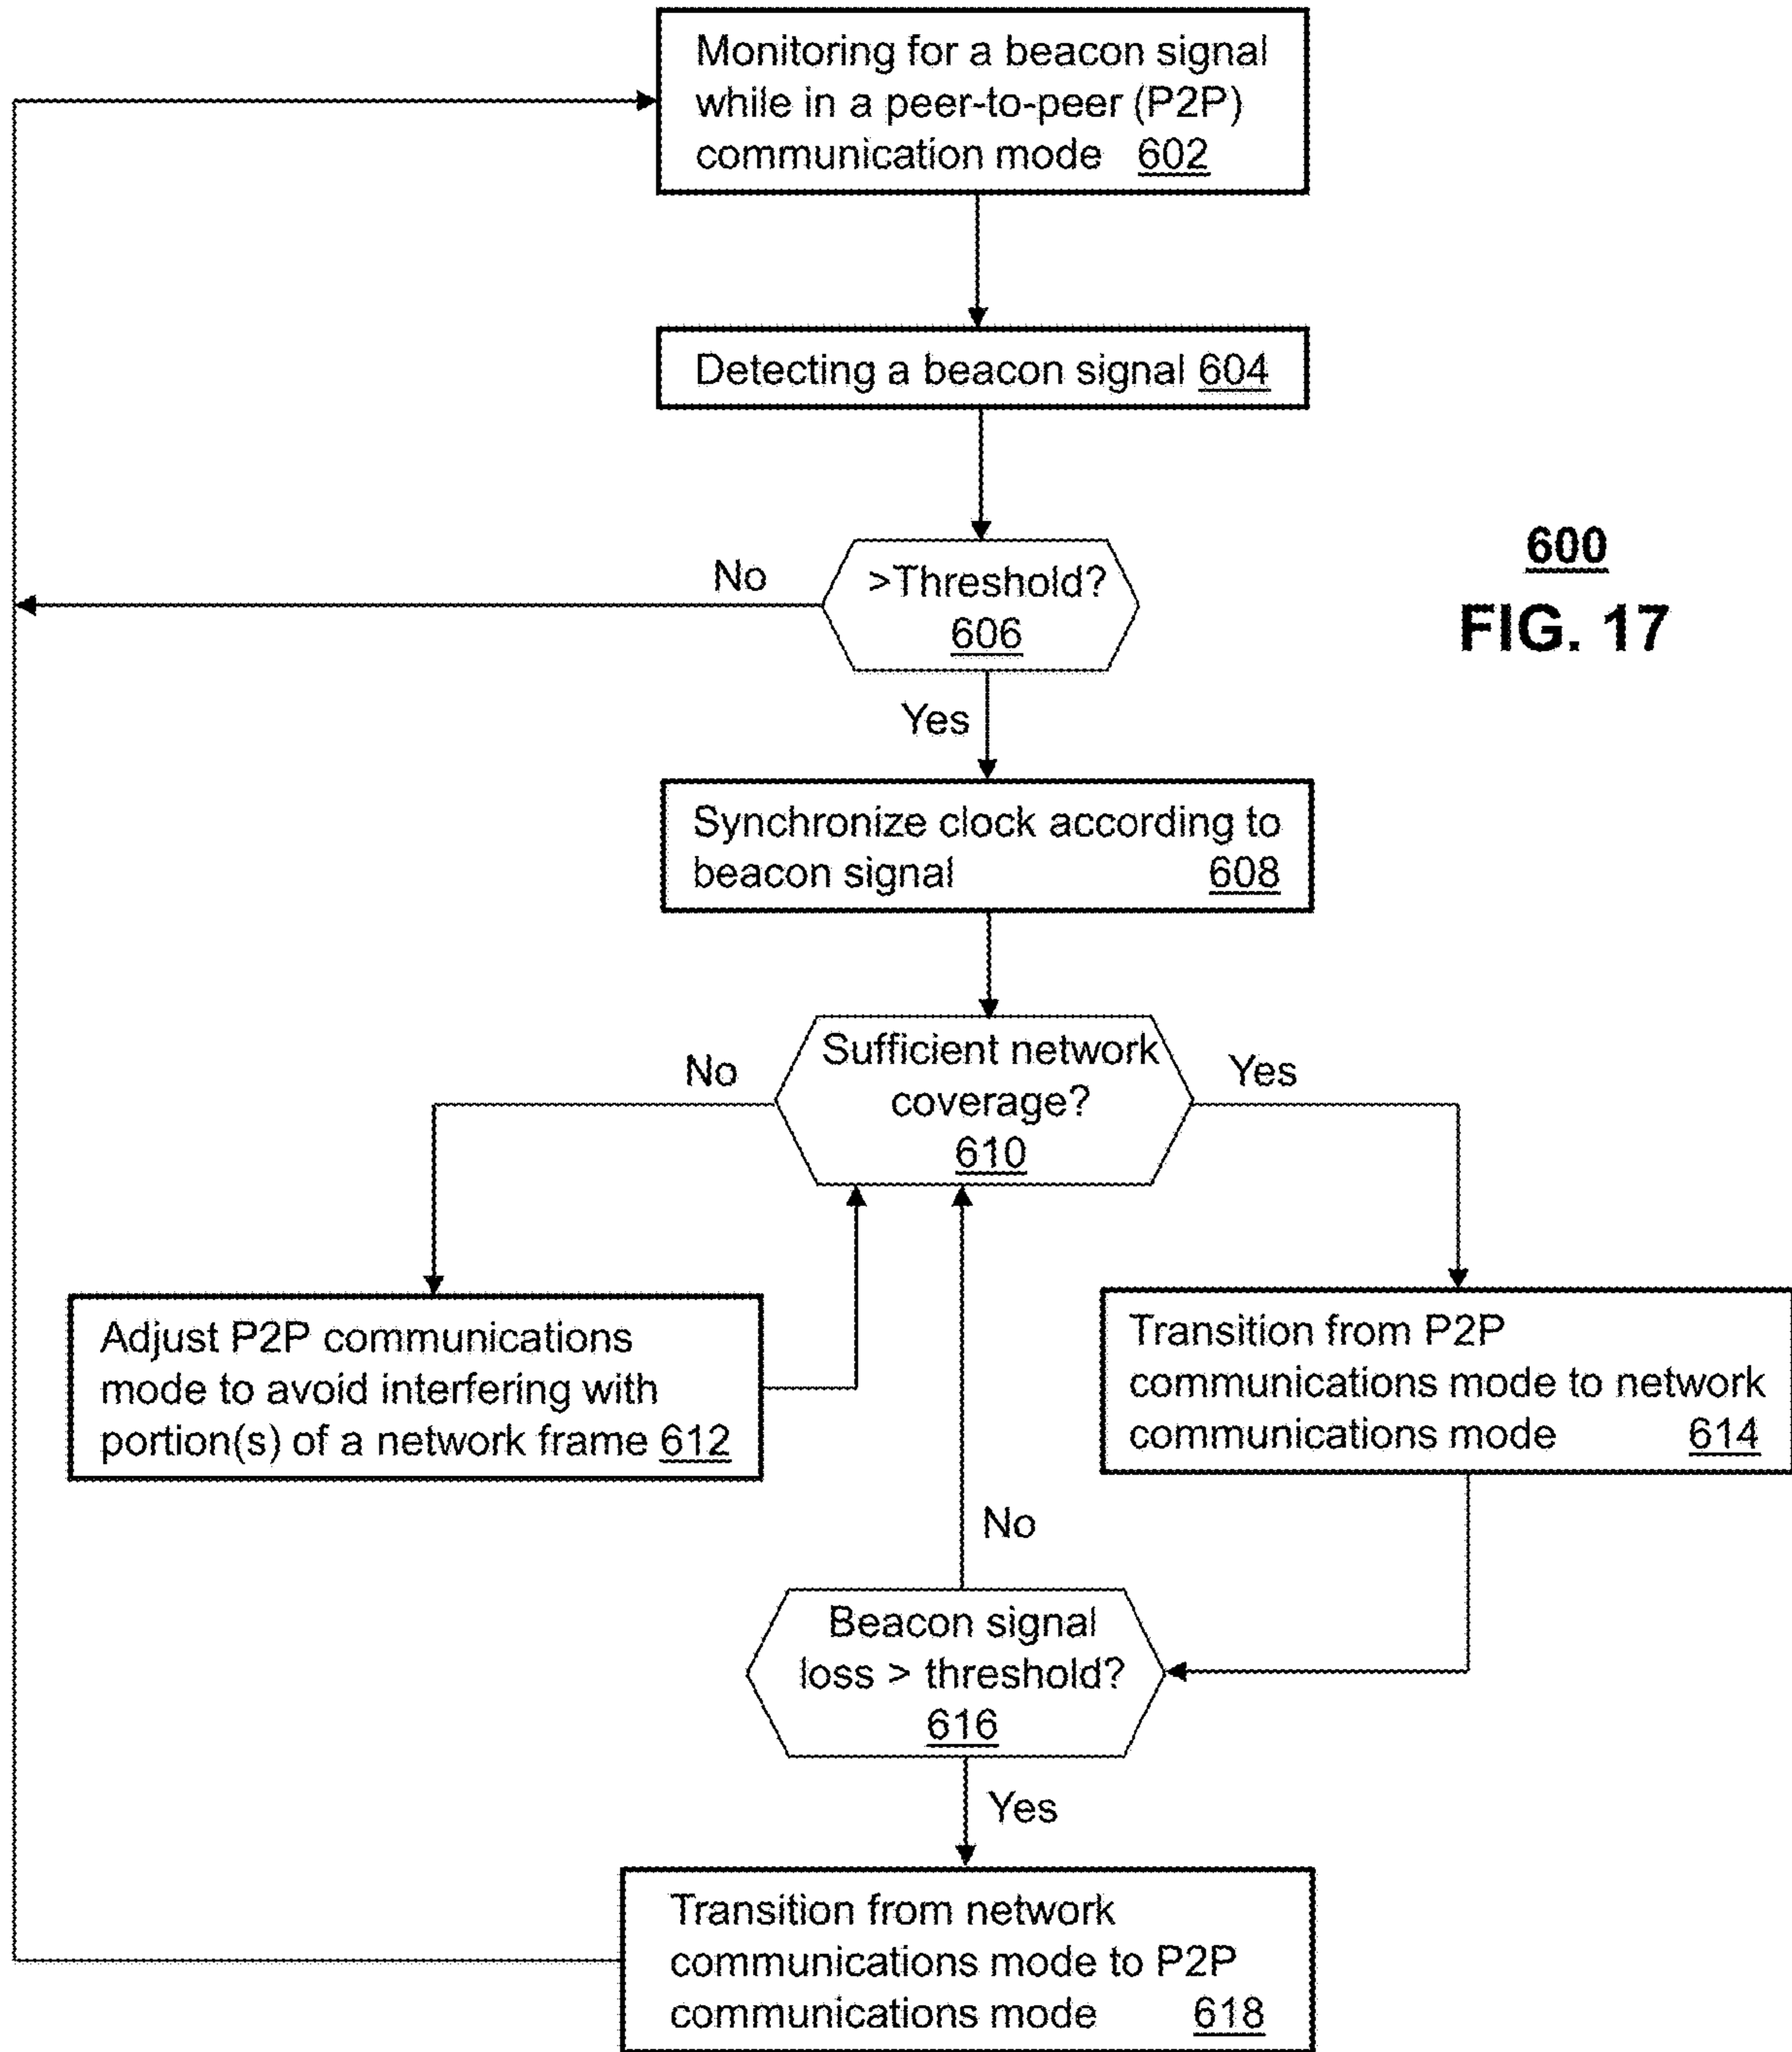 Monitoring for a beacon signal
while in a peer-to-peer (P2P)
communication mode 602
Detecting a beacon signal 604
No
>Threshold?
606
600
FIG. 17
Yes
Synchronize clock according to
beacon signal 608
No
Sufficient network
coverage?
610
Yes
Adjust P2P communications
mode to avoid interfering with
portion(s) of a network frame 612
Transition from P2P
communications mode to network
communications mode 614
No
Beacon signal
loss > threshold?
616
Yes
Transition from network
communications mode to P2P
communications mode 618